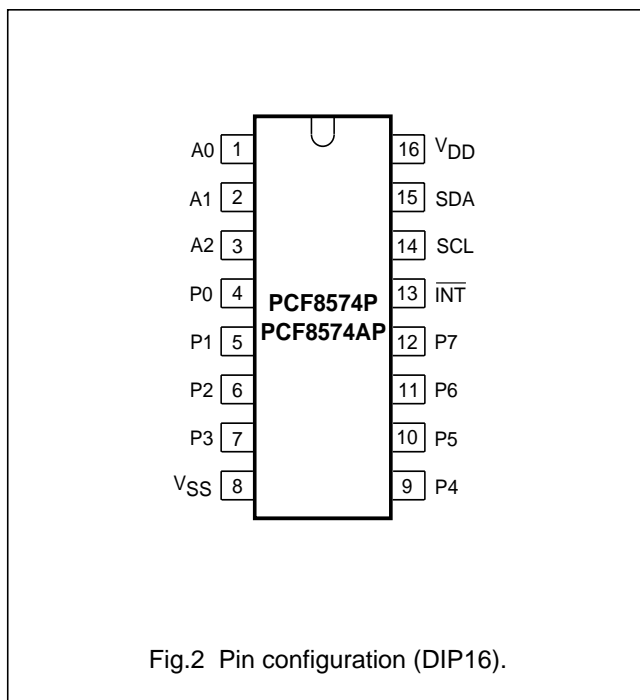 A0 1 16 VDD
A1 2 15 SDA
A2 3 14 SCL
P0 4 13 INT
PCF8574P
PCF8574AP
P1 5 12 P7
P2 6 11 P6
P3 7 10 P5
VSS 8 9 P4
Fig.2 Pin configuration (DIP16).